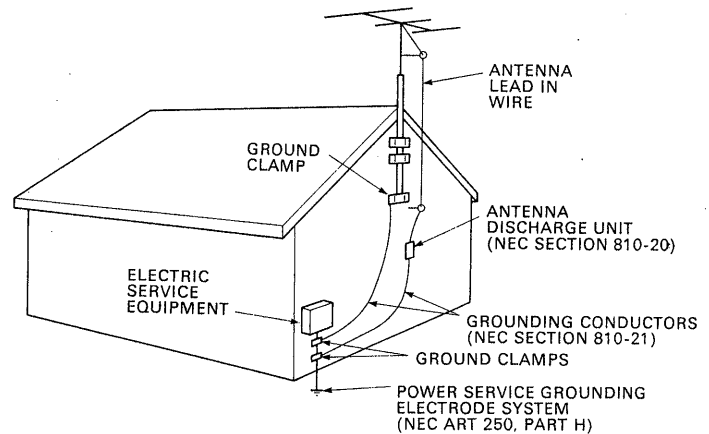 ANTENNA
LEAD IN
WIRE
GROUND
CLAMP
ANTENNA
DISCHARGE UNIT
(NEC SECTION 810-20)
ELECTRIC
SERVICE
EQUIPMENT
GROUNDING CONDUCTORS
(NEC SECTION 810-21)
GROUND CLAMPS
POWER SERVICE GROUNDING
ELECTRODE SYSTEM
(NEC ART 250, PART H)